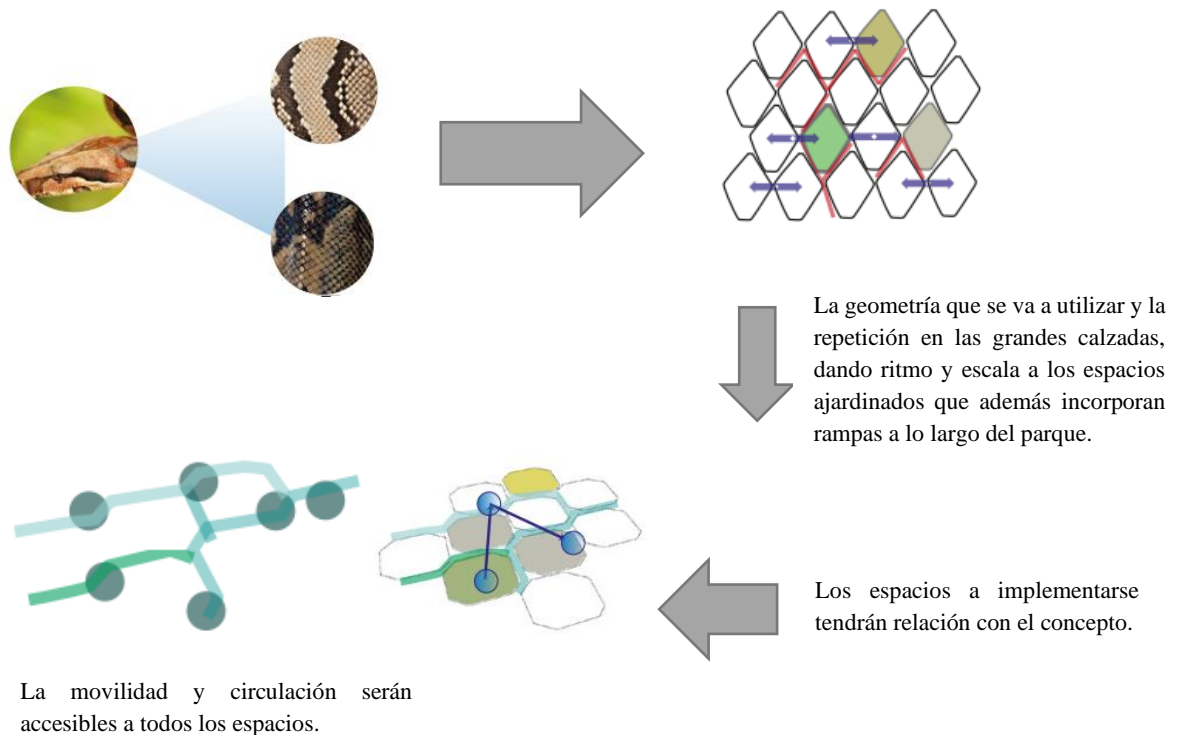 La geometría que se va a utilizar y la
repetición en las grandes calzadas,
dando ritmo y escala a los espacios
ajardinados que además incorporan
rampas a lo largo del parque.
Los espacios a implementarse
tendrán relación con el concepto.
La movilidad y circulación serán
accesibles a todos los espacios.